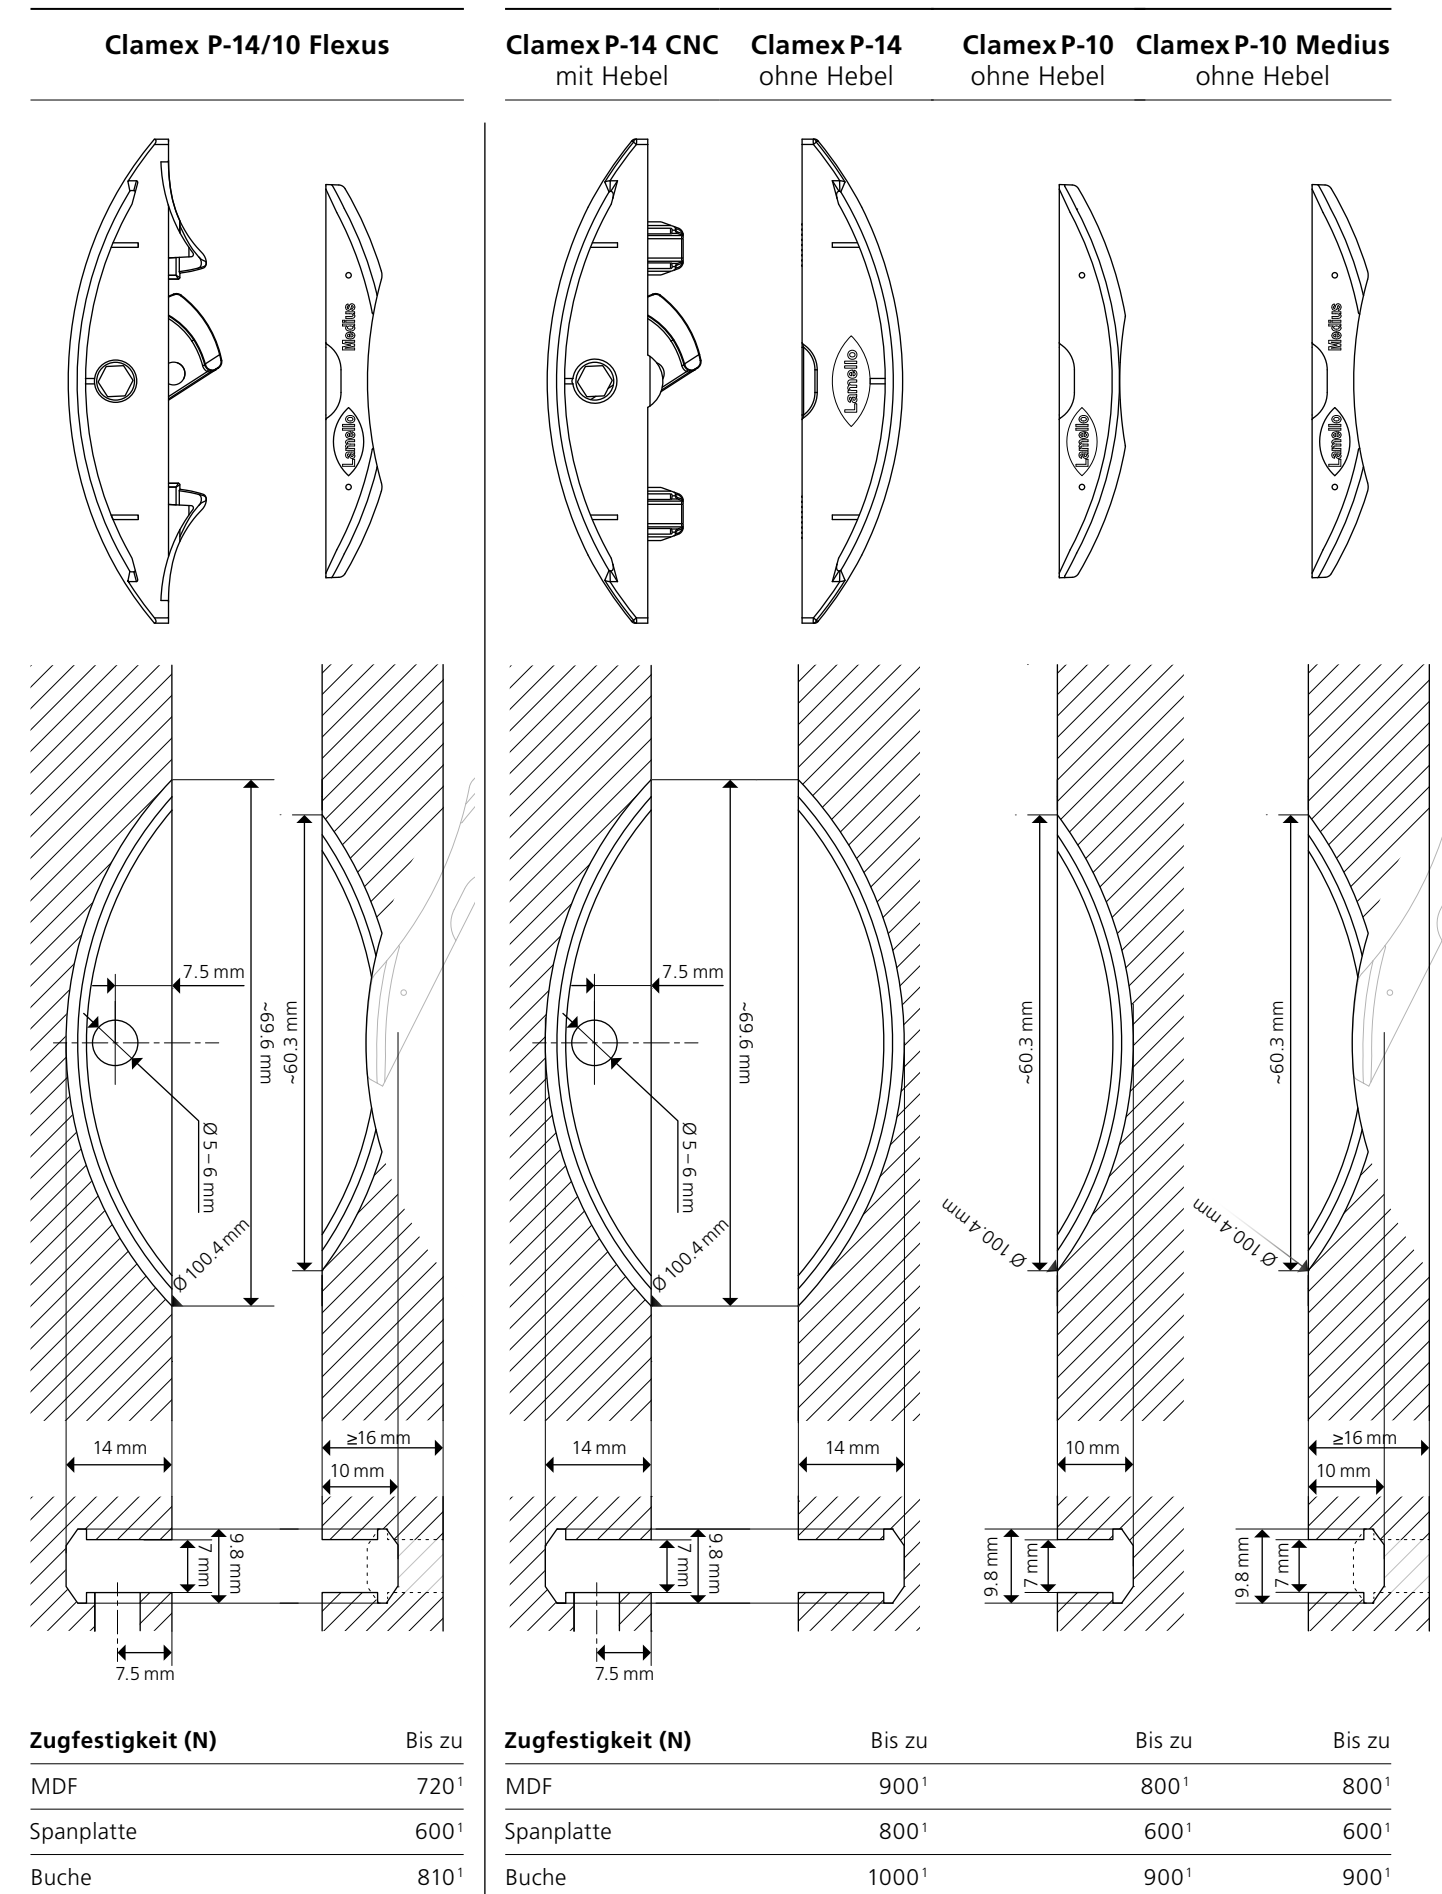 Clamex P-14/10 Flexus
Clamex P-14 CNC
mit Hebel
Clamex P-14
ohne Hebel
Clamex P-10
ohne Hebel
Clamex P-10 Medius
ohne Hebel
Medius
Lamello
Lamello
Lamello
Medius
Lamello
7.5 mm
~69.6 mm
~60.3 mm
Ø 5 – 6 mm
Ø 100.4 mm
7.5 mm
~69.6 mm
Ø 5 – 6 mm
Ø 100.4 mm
~60.3 mm
Ø 100.4 mm
~60.3 mm
Ø 100.4 mm
14 mm
≥16 mm
10 mm
14 mm
14 mm
10 mm
≥16 mm
10 mm
7 mm
9.8 mm
7 mm
9.8 mm
9.8 mm
7 mm
9.8 mm
7 mm
7.5 mm
7.5 mm
Zugfestigkeit (N) Bis zu
MDF 720¹
Spanplatte 600¹
Buche 810¹
Zugfestigkeit (N) Bis zu Bis zu Bis zu
MDF 900¹ 800¹ 800¹
Spanplatte 800¹ 600¹ 600¹
Buche 1000¹ 900¹ 900¹